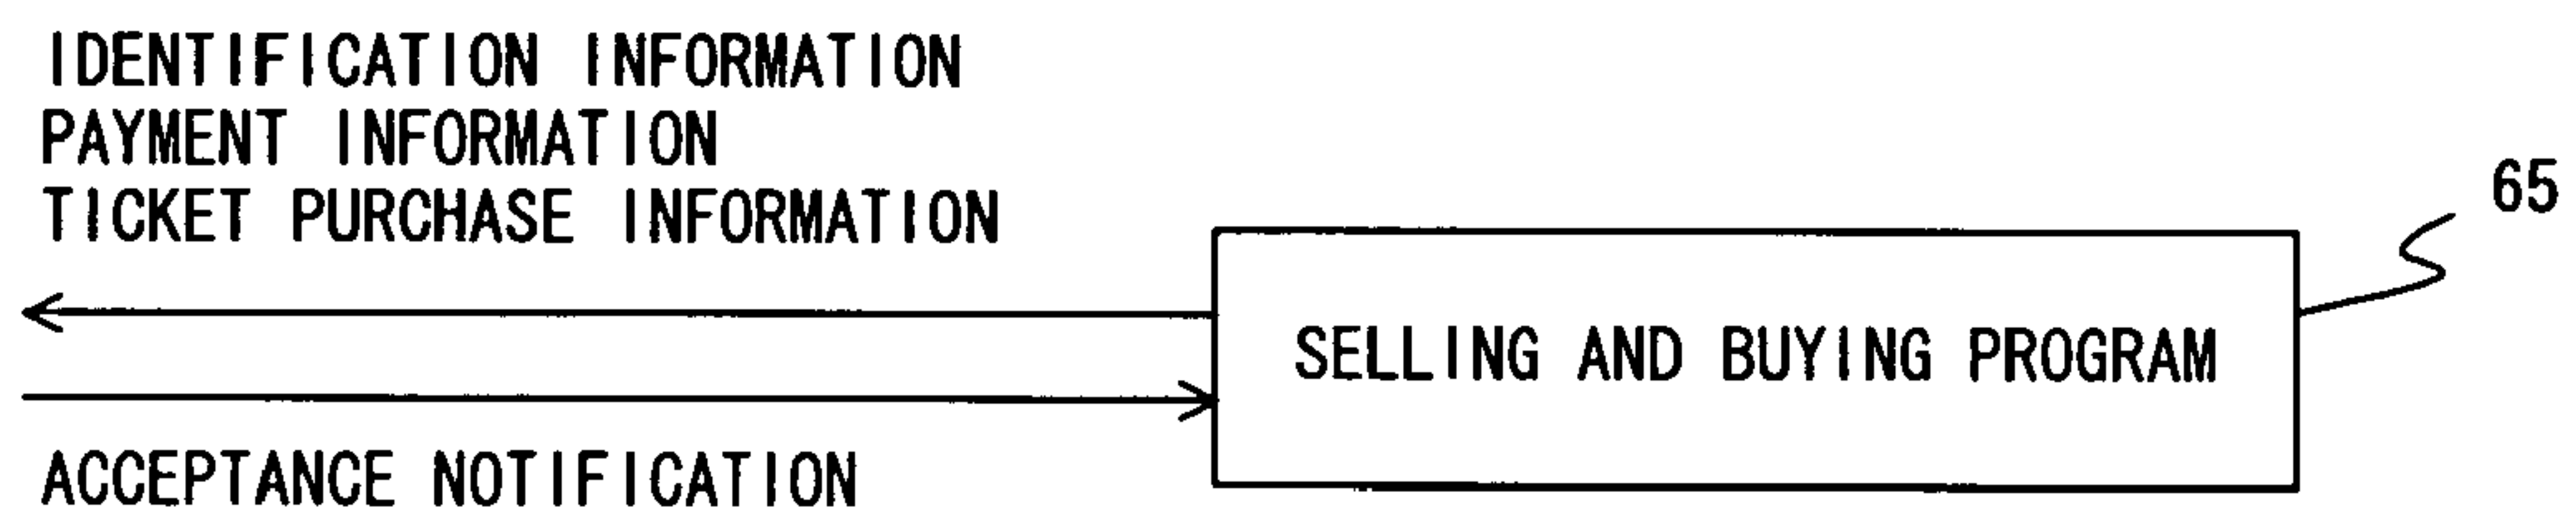 IDENTIFICATION INFORMATION
PAYMENT INFORMATION
TICKET PURCHASE INFORMATION
65
SELLING AND BUYING PROGRAM
ACCEPTANCE NOTIFICATION